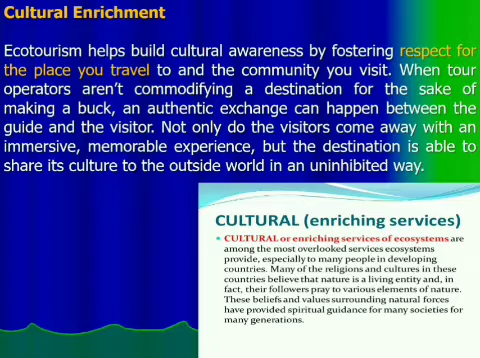 Cultural Enrichment
Ecotourism helps build cultural awareness by fostering respect for
the place you travel to and the community you visit. When tour
operators aren't commodifying a destination for the sake of
making a buck, an authentic exchange can happen between the
guide and the visitor. Not only do the visitors come away with an
immersive, memorable experience, but the destination is able to
share its culture to the outside world in an uninhibited way.
CULTURAL (enriching services)
CULTURAL or enriching services of ecosystems are
among the most overlooked services ecosystems
provide, especially to many people in developing
countries. Many of the religions and cultures in these
countries believe that nature is a living entity and, in
fact, their followers pray to various elements of nature.
These beliefs and values surrounding natural forces
have provided spiritual guidance for many societies for
many generations.